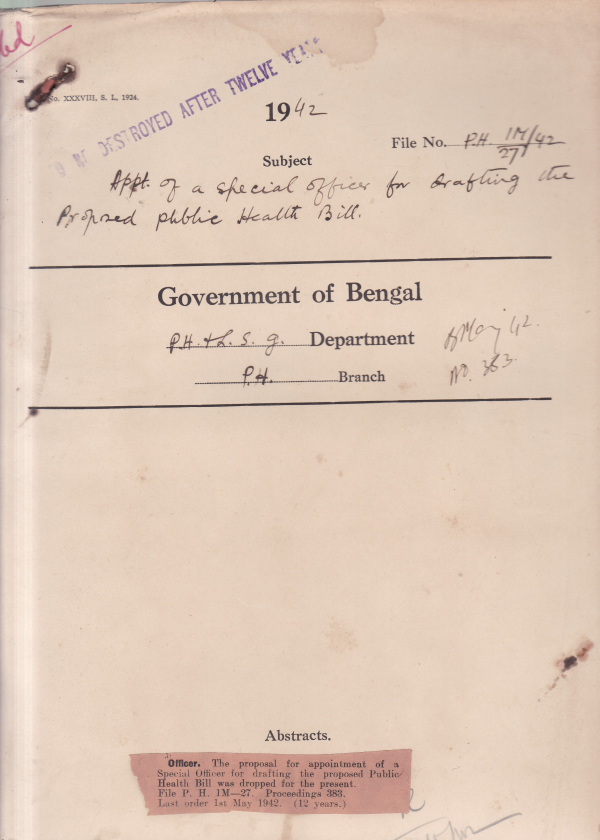 No. XXXVIII, S. L., 1924.
DESTROYED AFTER TWELVE YEARS
1942
File No. P.H. 1M/27/42
Subject
Appt. of a special officer for drafting the
Proposed public Health Bill.
Government of Bengal
P.H. & L. S. G. Department
P.H. Branch
B May 42.
No. 383.
Abstracts.
Officer. The proposal for appointment of a
Special Officer for drafting the proposed Public
Health Bill was dropped for the present.
File P. H. 1M—27. Proceedings 383.
Last order 1st May 1942. (12 years.)